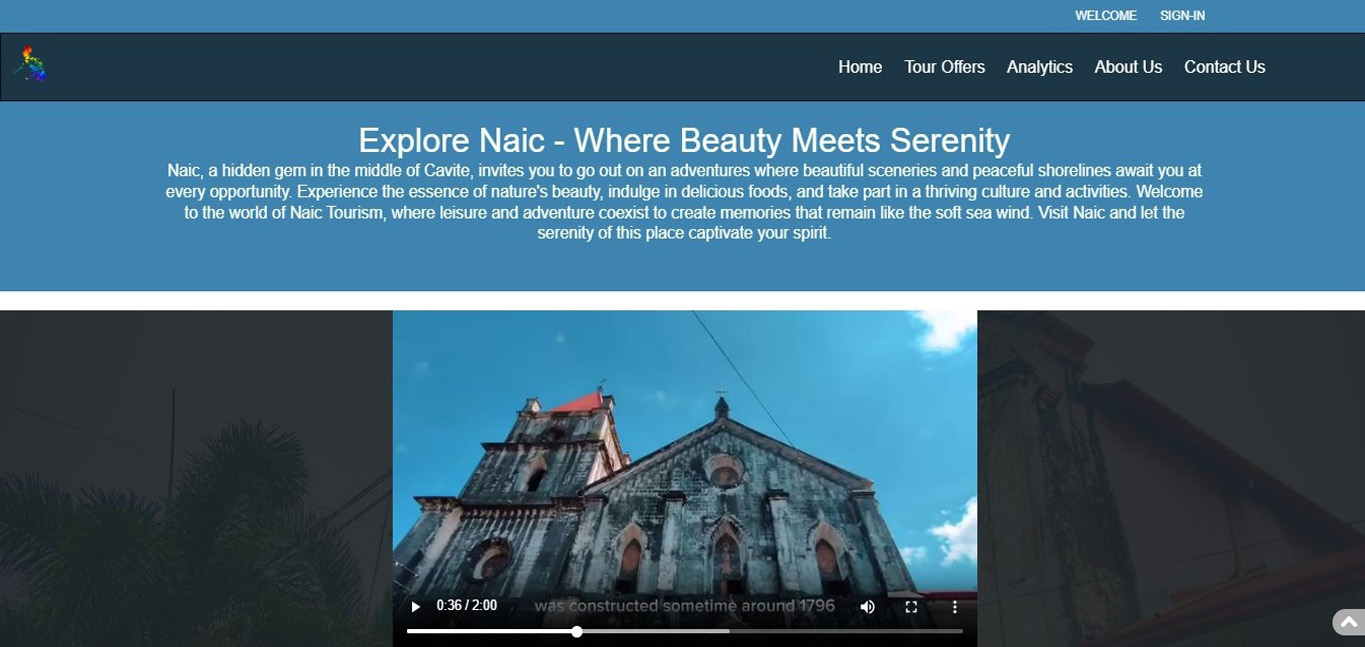 WELCOME SIGN-IN
Home Tour Offers Analytics About Us Contact Us
Explore Naic - Where Beauty Meets Serenity
Naic, a hidden gem in the middle of Cavite, invites you to go out on an adventures where beautiful sceneries and peaceful shorelines await you at
every opportunity. Experience the essence of nature's beauty, indulge in delicious foods, and take part in a thriving culture and activities. Welcome
to the world of Naic Tourism, where leisure and adventure coexist to create memories that remain like the soft sea wind. Visit Naic and let the
serenity of this place captivate your spirit.
0:36 / 2:00 was constructed sometime around 1796